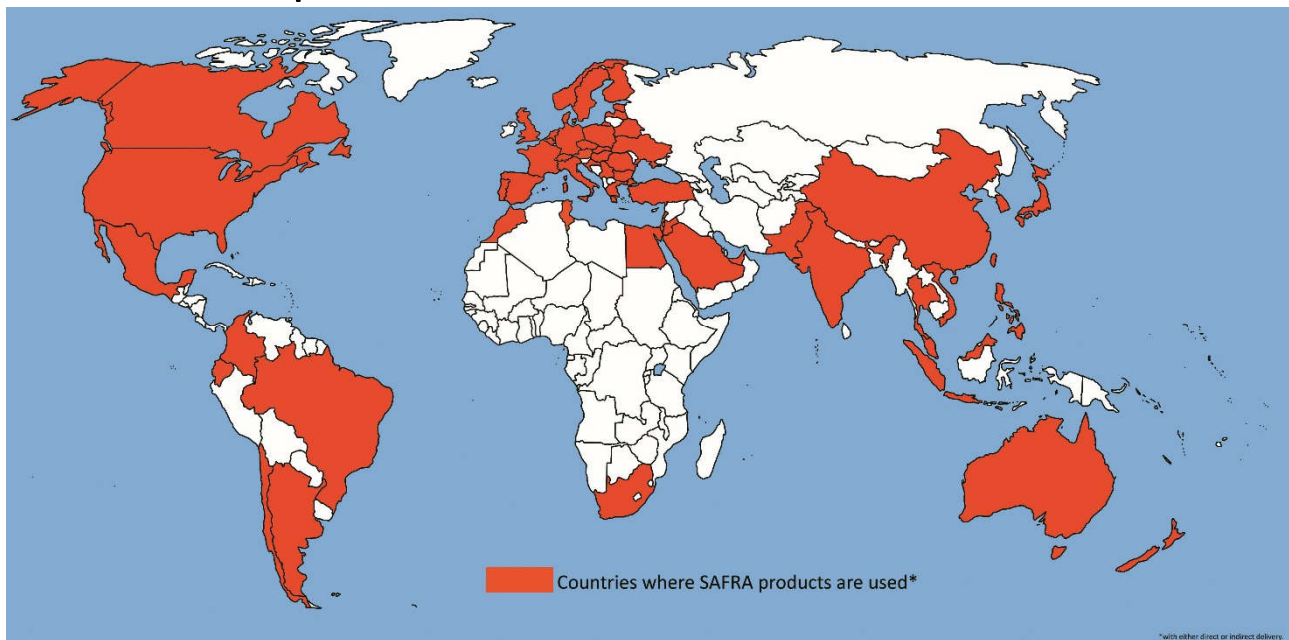 Countries where SAFRA products are used*
*with either direct or indirect delivery.